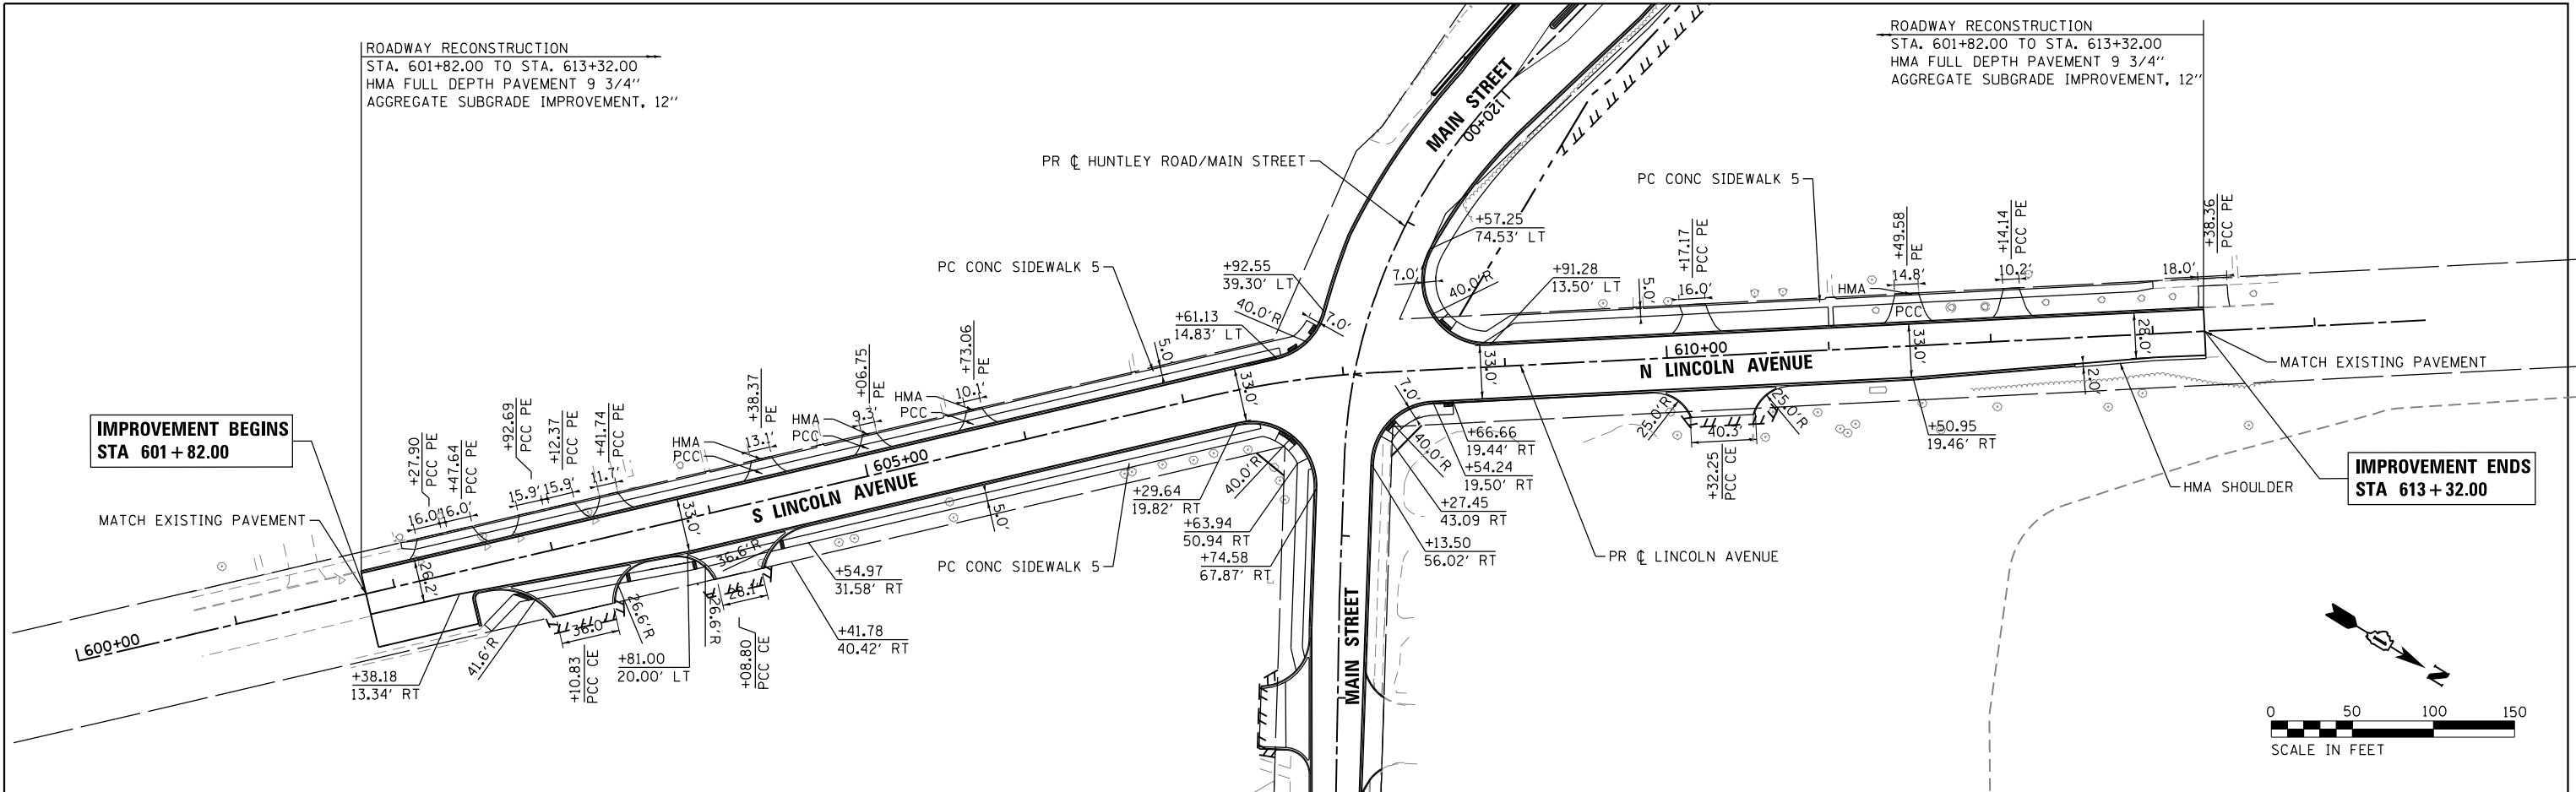 ROADWAY RECONSTRUCTION
STA. 601+82.00 TO STA. 613+32.00
HMA FULL DEPTH PAVEMENT 9 3/4''
AGGREGATE SUBGRADE IMPROVEMENT, 12''
ROADWAY RECONSTRUCTION
STA. 601+82.00 TO STA. 613+32.00
HMA FULL DEPTH PAVEMENT 9 3/4''
AGGREGATE SUBGRADE IMPROVEMENT, 12''
MAIN STREET
1120+00
PR ℄ HUNTLEY ROAD/MAIN STREET
PC CONC SIDEWALK 5
+57.25
74.53' LT
+17.17
PCC PE
+49.58
PE
+14.14
PCC PE
+38.36
PCC PE
PC CONC SIDEWALK 5
+92.55
39.30' LT
7.0'
40.0'R
+91.28
13.50' LT
5.0'
16.0'
14.8'
10.2'
18.0'
HMA
PCC
+61.13
14.83' LT
40.0'R
7.0'
33.0'
610+00
N LINCOLN AVENUE
33.0'
28.0'
MATCH EXISTING PAVEMENT
+73.06
PE
5.0'
+06.75
PE
+38.37
PE
10.1'
HMA
PCC
9.3'
HMA
PCC
13.1'
HMA
PCC
33.0'
7.0'
40.0'R
25.0'R
40.3'
25.0'R
2.0'
IMPROVEMENT BEGINS
STA 601+82.00
+27.90
PCC PE
+47.64
PCC PE
+92.69
PCC PE
+12.37
PCC PE
+41.74
PCC PE
16.0'
16.0'
15.9'
15.9'
11.7'
605+00
S LINCOLN AVENUE
+66.66
19.44' RT
+54.24
19.50' RT
+32.25
PCC CE
+50.95
19.46' RT
IMPROVEMENT ENDS
STA 613+32.00
HMA SHOULDER
MATCH EXISTING PAVEMENT
33.0'
5.0'
40.0'R
+29.64
19.82' RT
+63.94
50.94 RT
+74.58
67.87' RT
+27.45
43.09 RT
+13.50
56.02' RT
PR ℄ LINCOLN AVENUE
PC CONC SIDEWALK 5
26.2'
36.6'R
28.1'
26.6'R
26.6'R
36.0'
41.6'R
+54.97
31.58' RT
+41.78
40.42' RT
600+00
+38.18
13.34' RT
+10.83
PCC CE
+81.00
20.00' LT
+08.80
PCC CE
MAIN STREET
N
0 50 100 150
SCALE IN FEET